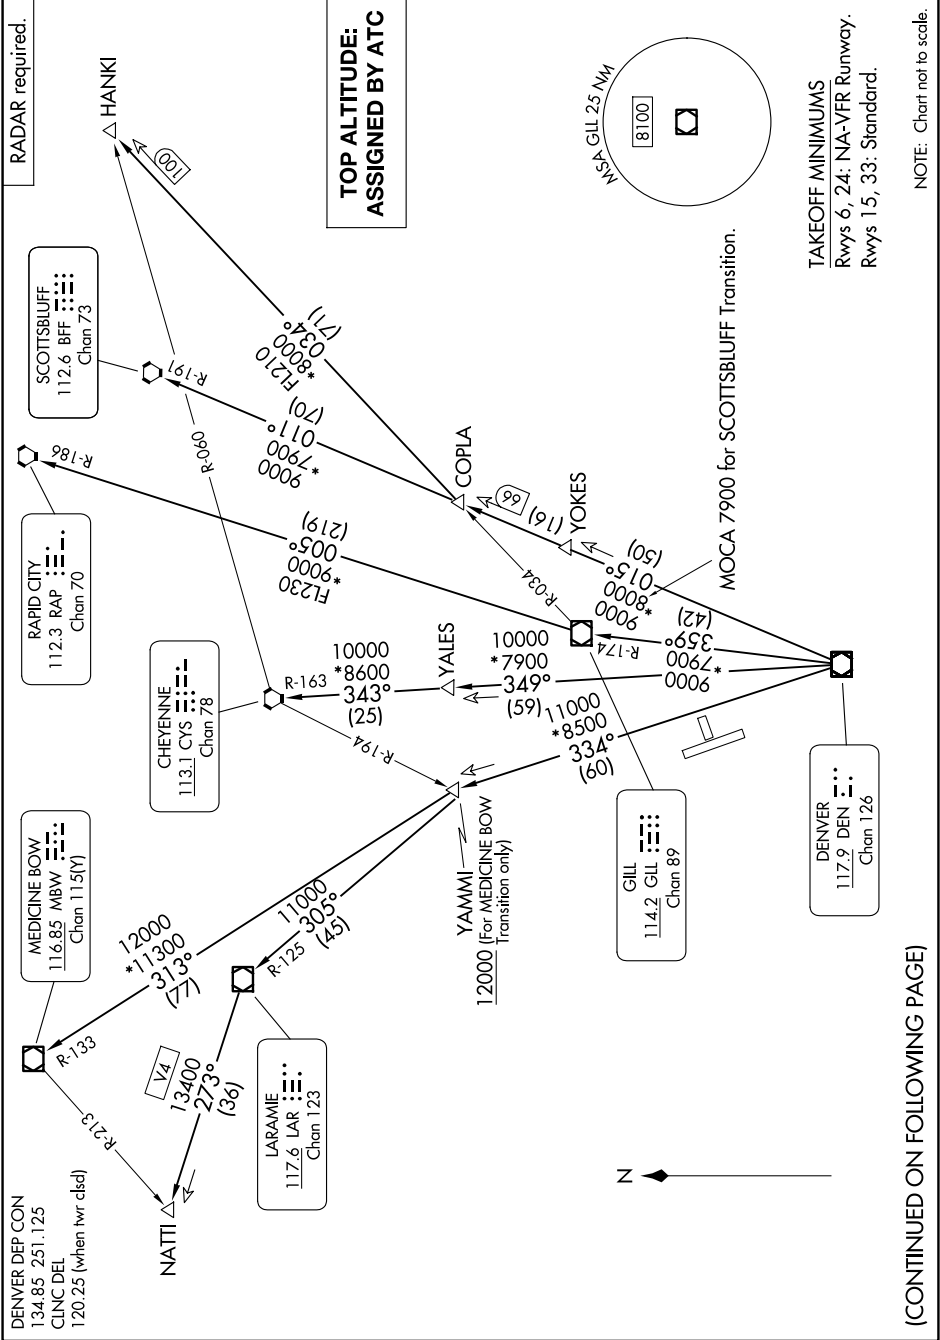 DENVER DEP CON
134.85 251.125
CLNC DEL
120.25 (when twr clsd)
RADAR required.
TOP ALTITUDE:
ASSIGNED BY ATC
MEDICINE BOW
116.85 MBW
Chan 115(Y)
R-133
R-213
NATTI
V4
13400
273°
(36)
LARAMIE
117.6 LAR
Chan 123
R-125
12000
*11300
313°
(77)
11000
305°
(45)
YAMMI
12000 (For MEDICINE BOW
Transition only)
CHEYENNE
113.1 CYS
Chan 78
R-163
R-194
R-060
10000
*8600
343°
(25)
YALES
10000
*7900
349°
(59)
11000
*8500
334°
(60)
RAPID CITY
112.3 RAP
Chan 70
R-186
FL230
*9000
005°
(219)
SCOTTSBLUFF
112.6 BFF
Chan 73
R-191
9000
*7900
011°
(70)
HANKI
100
FL210
*8000
034°
(71)
COPLA
66
(16)
YOKES
R-034
R-174
9000
*8000
015°
(50)
9000
*7900
359°
(42)
MOCA 7900 for SCOTTSBLUFF Transition.
GILL
114.2 GLL
Chan 89
DENVER
117.9 DEN
Chan 126
MSA GLL 25 NM
8100
TAKEOFF MINIMUMS
Rwys 6, 24: NA-VFR Runway.
Rwys 15, 33: Standard.
NOTE: Chart not to scale.
N
(CONTINUED ON FOLLOWING PAGE)